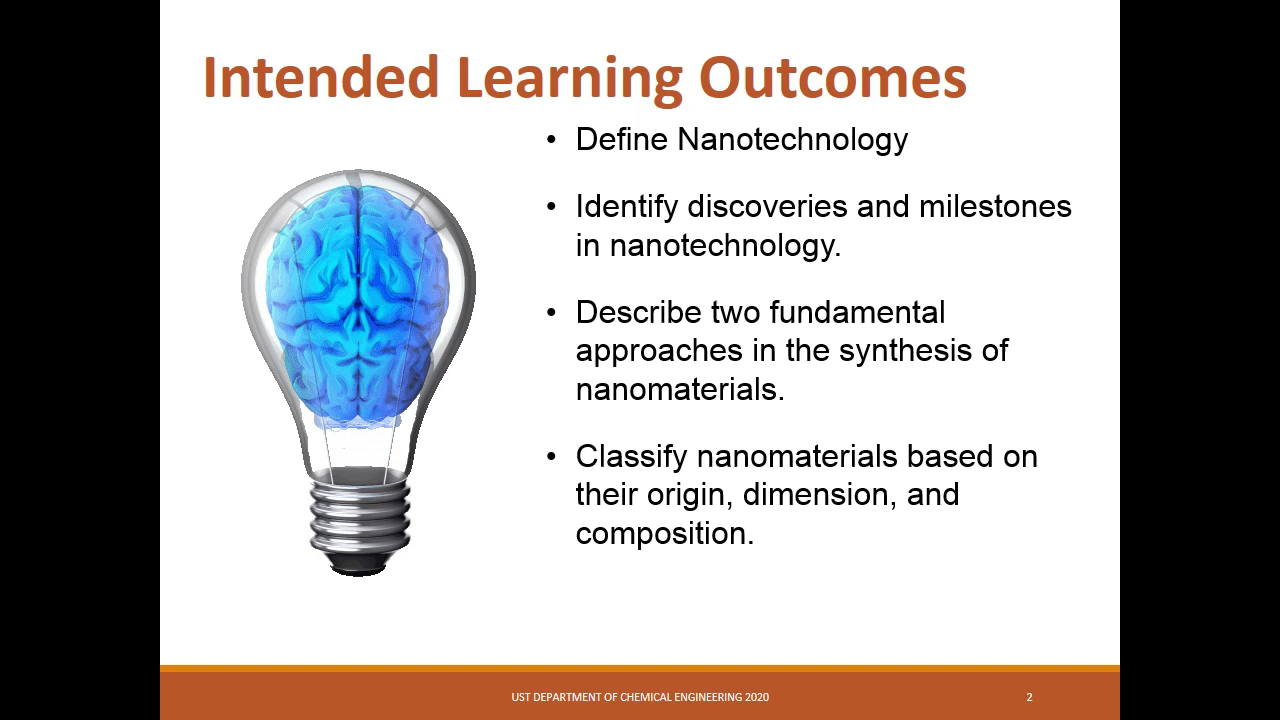 Intended Learning Outcomes
• Define Nanotechnology
• Identify discoveries and milestones
in nanotechnology.
• Describe two fundamental
approaches in the synthesis of
nanomaterials.
• Classify nanomaterials based on
their origin, dimension, and
composition.
UST DEPARTMENT OF CHEMICAL ENGINEERING 2020
2